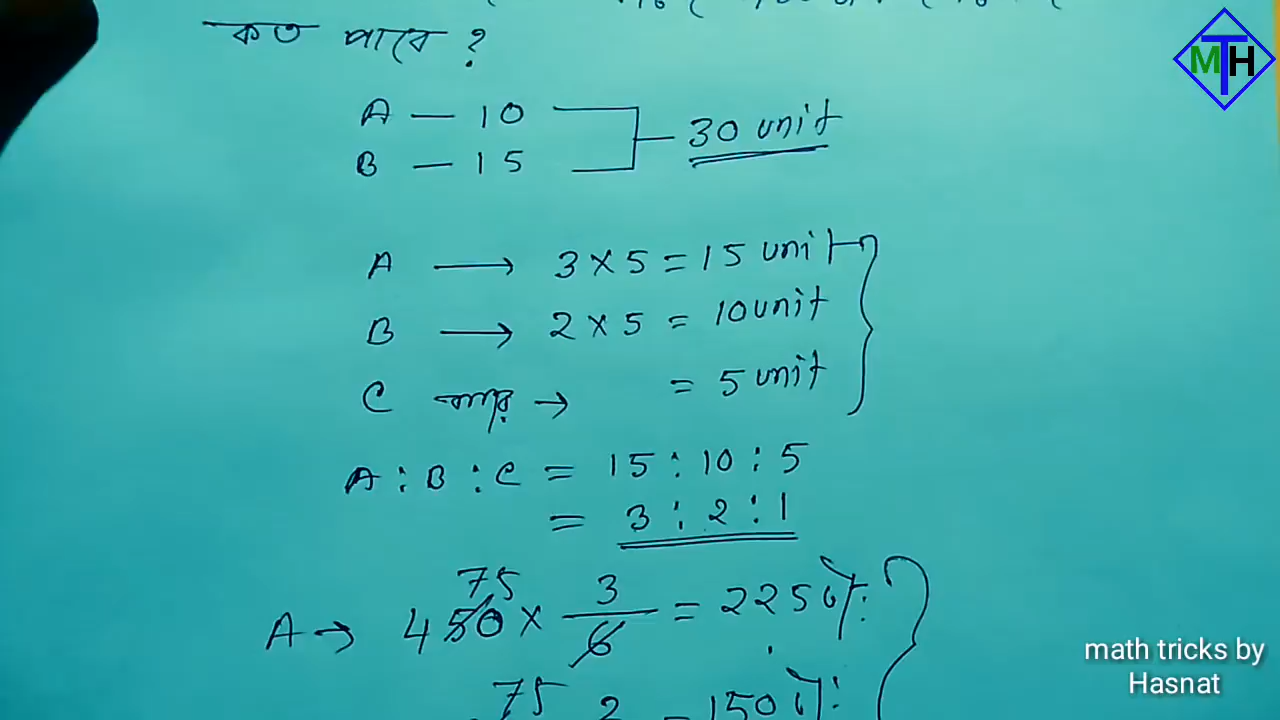 কত পাবে ?
MTH
A — 10
B — 15
30 unit
A → 3 × 5 = 15 unit
B → 2 × 5 = 10 unit
C → = 5 unit
A : B : C = 15 : 10 : 5
= 3 : 2 : 1
75
A → 450 × 3/6 = 225 টা:
75 2 = 150 টা:
math tricks by
Hasnat